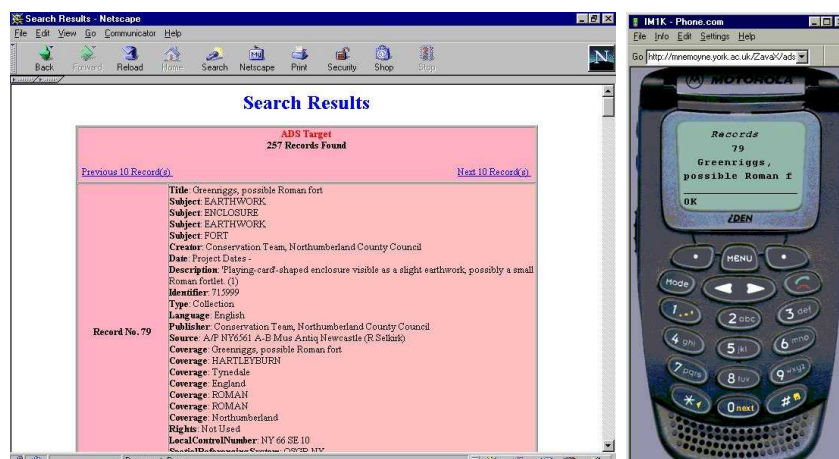 Search Results - Netscape
File Edit View Go Communicator Help
Back Forward Reload Home Search Netscape Print Security Shop Stop
N
Search Results
ADS Target
257 Records Found
Previous 10 Record(s) Next 10 Record(s)
Record No. 79
Title: Greenriggs, possible Roman fort
Subject: EARTHWORK
Subject: ENCLOSURE
Subject: EARTHWORK
Subject: FORT
Creator: Conservation Team, Northumberland County Council
Date: Project Dates -
Description: 'Playing-card'-shaped enclosure visible as a slight earthwork, possibly a small
Roman fortlet. (1)
Identifier: 715999
Type: Collection
Language: English
Publisher: Conservation Team, Northumberland County Council
Source: A/P NY6561 A-B Mus Antiq Newcastle (R Selkirk)
Coverage: Greenriggs, possible Roman fort
Coverage: HARTLEYBURN
Coverage: Tynedale
Coverage: England
Coverage: ROMAN
Coverage: ROMAN
Coverage: Northumberland
Rights: Not Used
LocalControlNumber: NY 66 SE 10
SpatialReferencingSystem: OSGR NY
IM1K - Phone.com
File Info Edit Settings Help
Go http://mnemoyne.york.ac.uk/ZavaX/ads
MOTOROLA
Records
79
Greenriggs,
possible Roman f
OK
iDEN
MENU
Mode
1
2 abc
3 def
4 ghi
5 jkl
6 mno
7 pqrs
8 tuv
9 wxyz
*
0 next
#